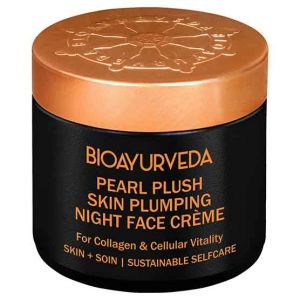 BIOAYURVEDA
PEARL PLUSH
SKIN PLUMPING
NIGHT FACE CRÈME
For Collagen & Cellular Vitality
SKIN + SOIN | SUSTAINABLE SELFCARE